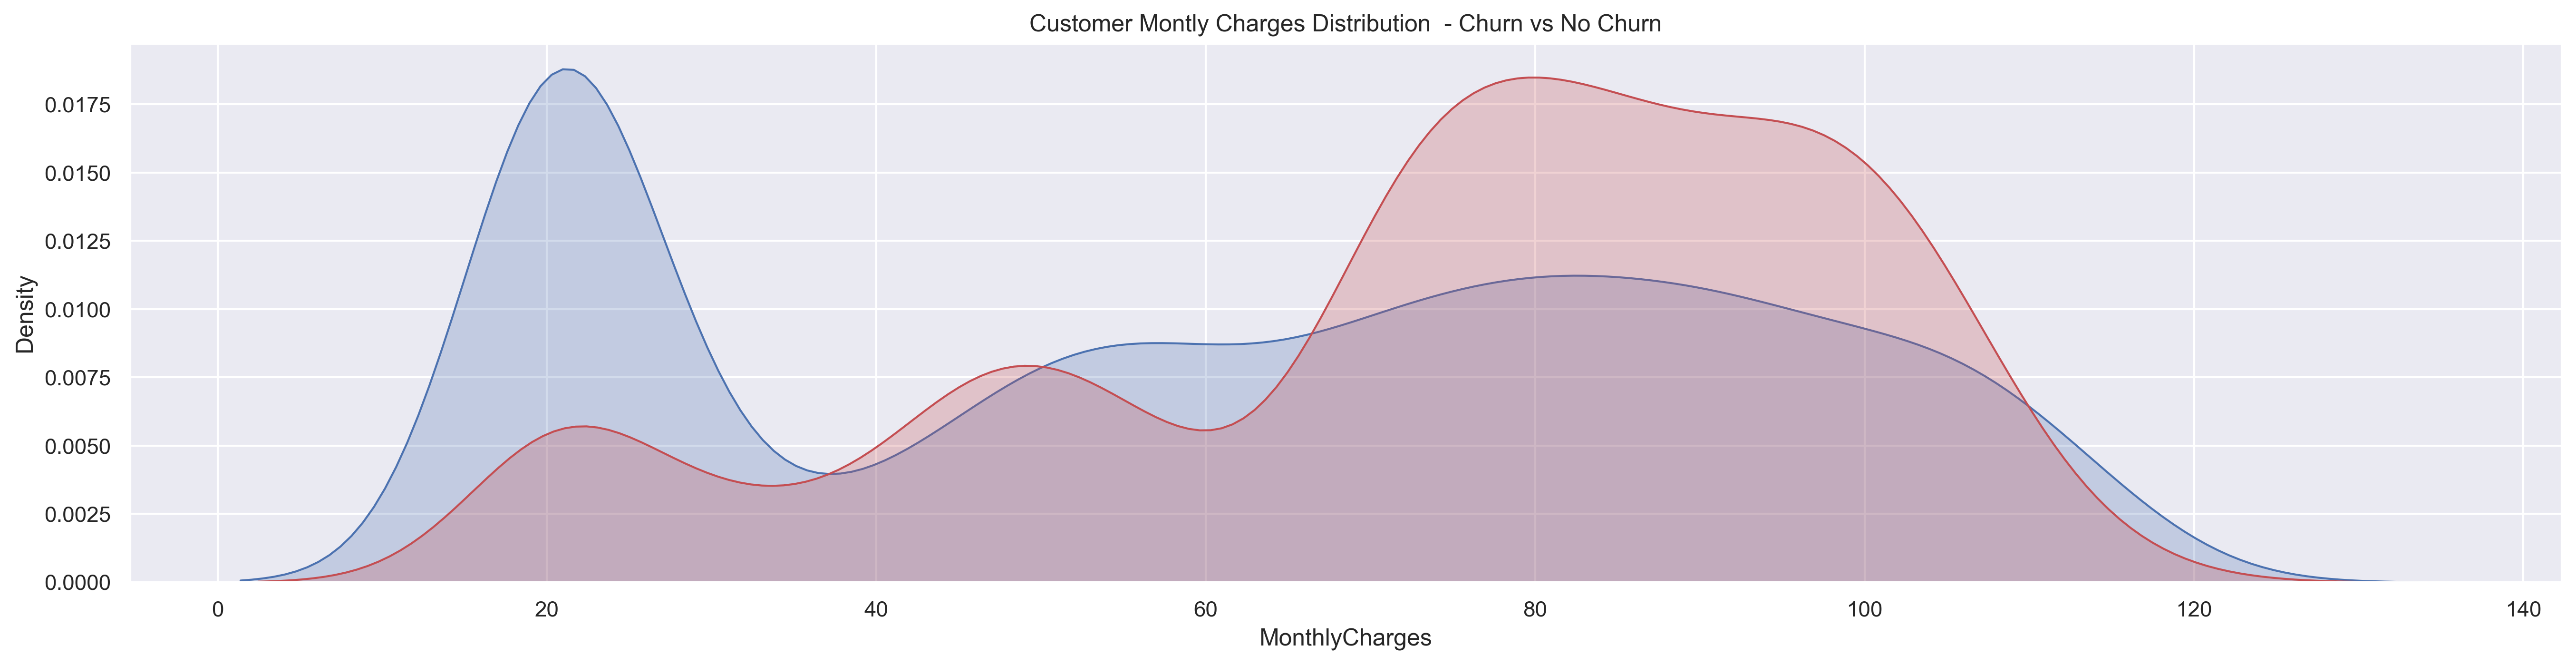 Customer Montly Charges Distribution  - Churn vs No Churn
0.0175
0.0150
0.0125
0.0100
0.0075
0.0050
0.0025
0.0000
Density
0 20 40 60 80 100 120 140
MonthlyCharges